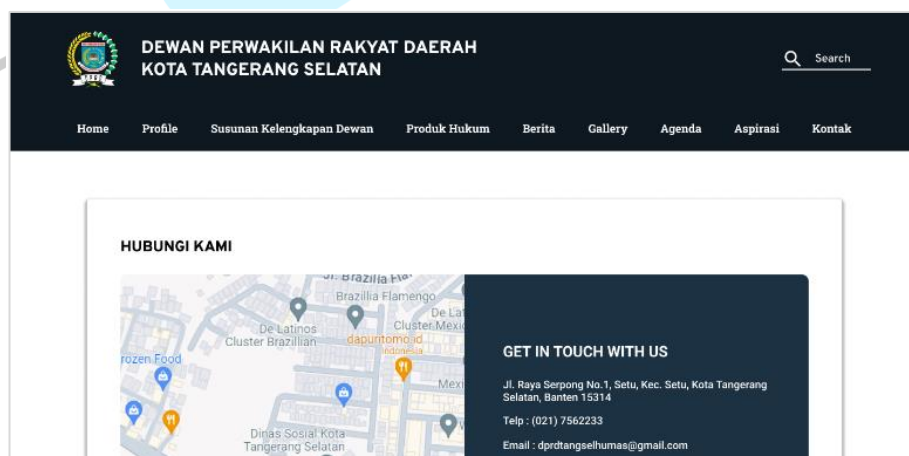 DEWAN PERWAKILAN RAKYAT DAERAH
KOTA TANGERANG SELATAN
Search
Home Profile Susunan Kelengkapan Dewan Produk Hukum Berita Gallery Agenda Aspirasi Kontak
HUBUNGI KAMI
Brazillia Flamengo
De Latinos
Cluster Brazillian
Cluster
dapuntomo id
Indonesia
rozen Food
Dinas Sosial Kota
Tangerang Selatan
GET IN TOUCH WITH US
Jl. Raya Serpong No.1, Setu, Kec. Setu, Kota Tangerang
Selatan, Banten 15314
Telp : (021) 7562233
Email : dprdtangselhumas@gmail.com